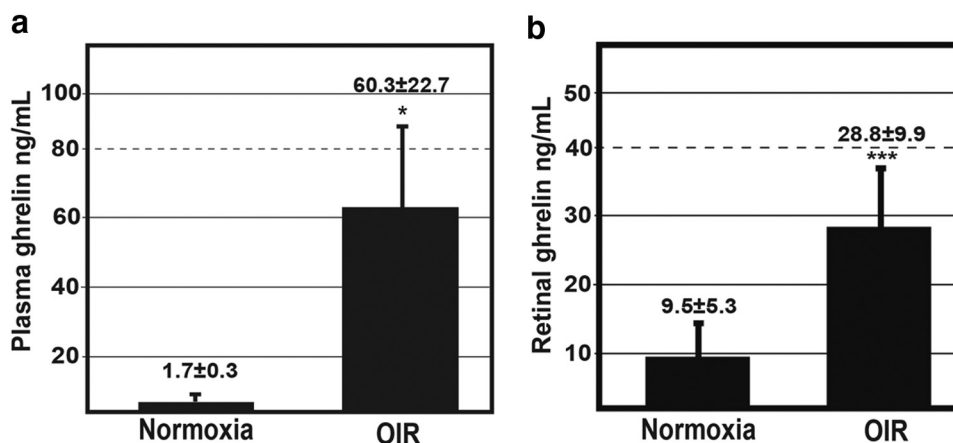 a
Plasma ghrelin ng/mL
100
80
60
40
20
1.7±0.3
60.3±22.7
*
Normoxia
OIR
b
Retinal ghrelin ng/mL
50
40
30
20
10
9.5±5.3
28.8±9.9
***
Normoxia
OIR